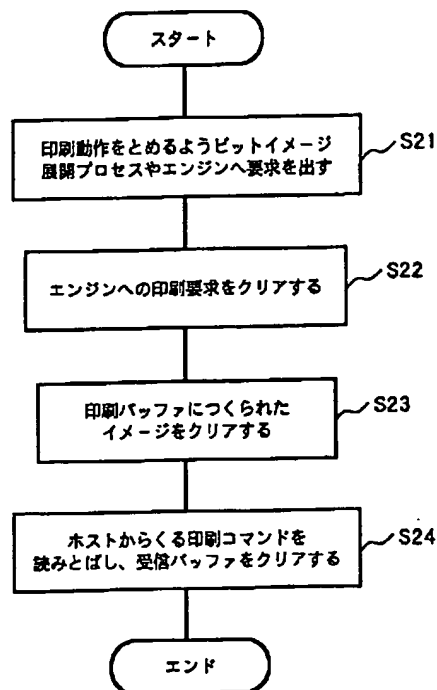 スタート
印刷動作をとめるようビットイメージ
展開プロセスやエンジンへ要求を出す
S21
エンジンへの印刷要求をクリアする
S22
印刷バッファにつくられた
イメージをクリアする
S23
ホストからくる印刷コマンドを
読みとばし、受信バッファをクリアする
S24
エンド